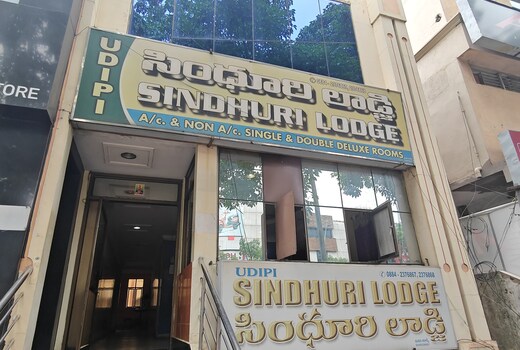 TORE
UDIPI
సింధూరి లాడ్జి
SINDHURI LODGE
A/c. & NON A/c. SINGLE & DOUBLE DELUXE ROOMS
UDIPI
SINDHURI LODGE
సింధూరి లాడ్జి